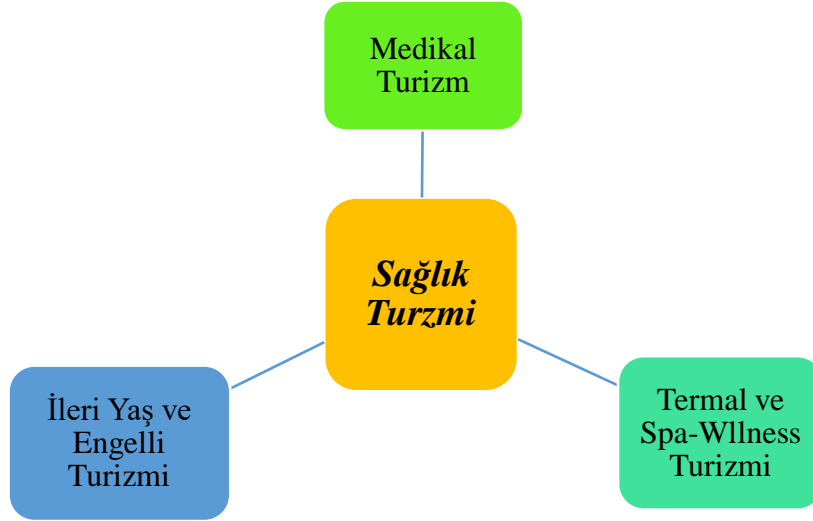 Medikal
Turizm
Sağlık
Turzmi
İleri Yaş ve
Engelli
Turizmi
Termal ve
Spa-Wllness
Turizmi